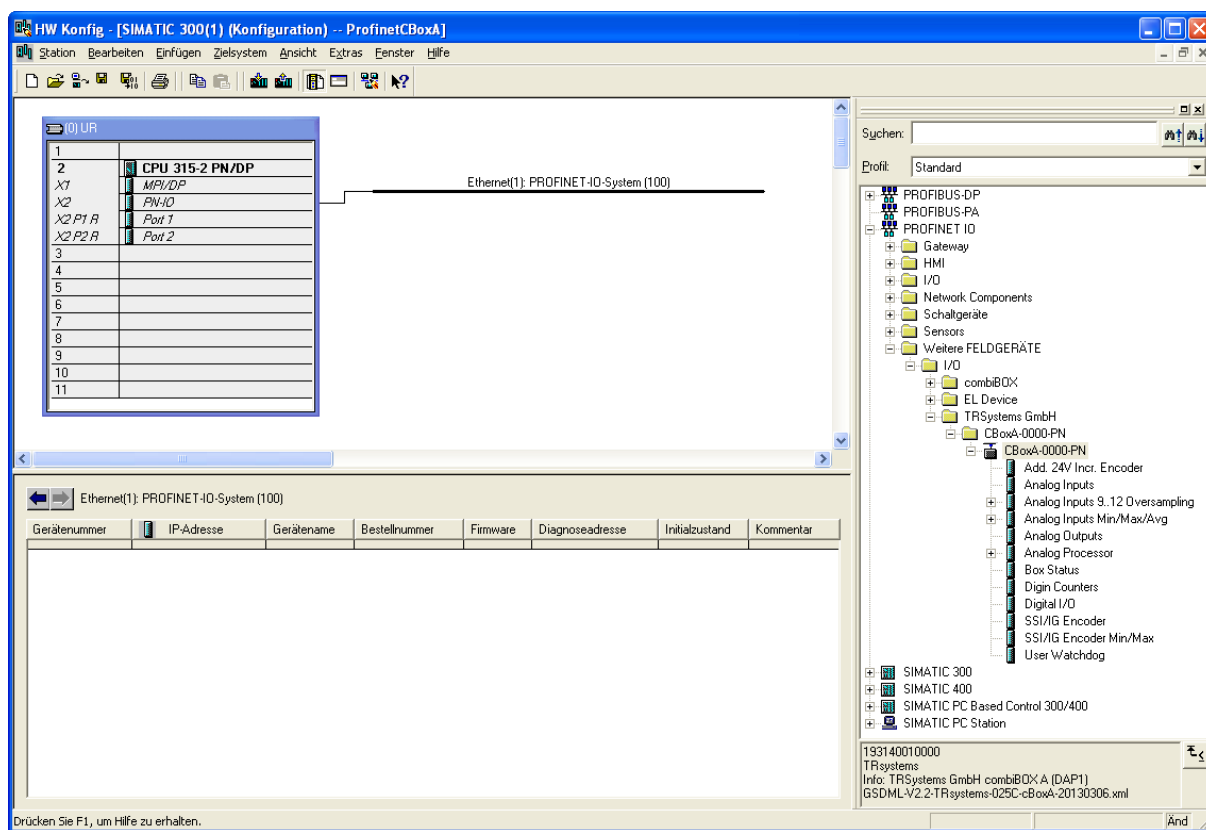 HW Konfig - [SIMATIC 300(1) (Konfiguration) -- ProfinetCBoxA]
Station Bearbeiten Einfügen Zielsystem Ansicht Extras Fenster Hilfe
(0) UR
1
2 CPU 315-2 PN/DP
X1 MPI/DP
X2 PN-IO
X2 P1 R Port 1
X2 P2 R Port 2
3
4
5
6
7
8
9
10
11
Ethernet(1): PROFINET-IO-System (100)
Ethernet(1): PROFINET-IO-System (100)
Gerätenummer IP-Adresse Gerätename Bestellnummer Firmware Diagnoseadresse Initialzustand Kommentar
Suchen:
Profil: Standard
PROFIBUS-DP
PROFIBUS-PA
PROFINET IO
Gateway
HMI
I/O
Network Components
Schaltgeräte
Sensors
Weitere FELDGERÄTE
I/O
combiBOX
EL Device
TRSystems GmbH
CBoxA-0000-PN
CBoxA-0000-PN
Add. 24V Incr. Encoder
Analog Inputs
Analog Inputs 9..12 Oversampling
Analog Inputs Min/Max/Avg
Analog Outputs
Analog Processor
Box Status
Digin Counters
Digital I/O
SSI/IG Encoder
SSI/IG Encoder Min/Max
User Watchdog
SIMATIC 300
SIMATIC 400
SIMATIC PC Based Control 300/400
SIMATIC PC Station
193140010000
TRsystems
Info: TRSystems GmbH combiBOX A (DAP1)
GSDML-V2.2-TRsystems-025C-cBoxA-20130306.xml
Drücken Sie F1, um Hilfe zu erhalten.
Änd